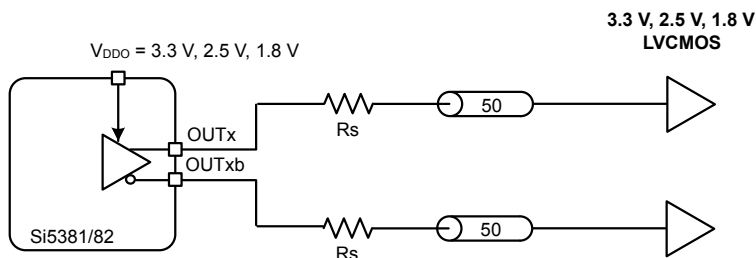 3.3 V, 2.5 V, 1.8 V
LVCMOS
VDDO = 3.3 V, 2.5 V, 1.8 V
OUTx
Rs
50
OUTxb
Si5381/82
Rs
50